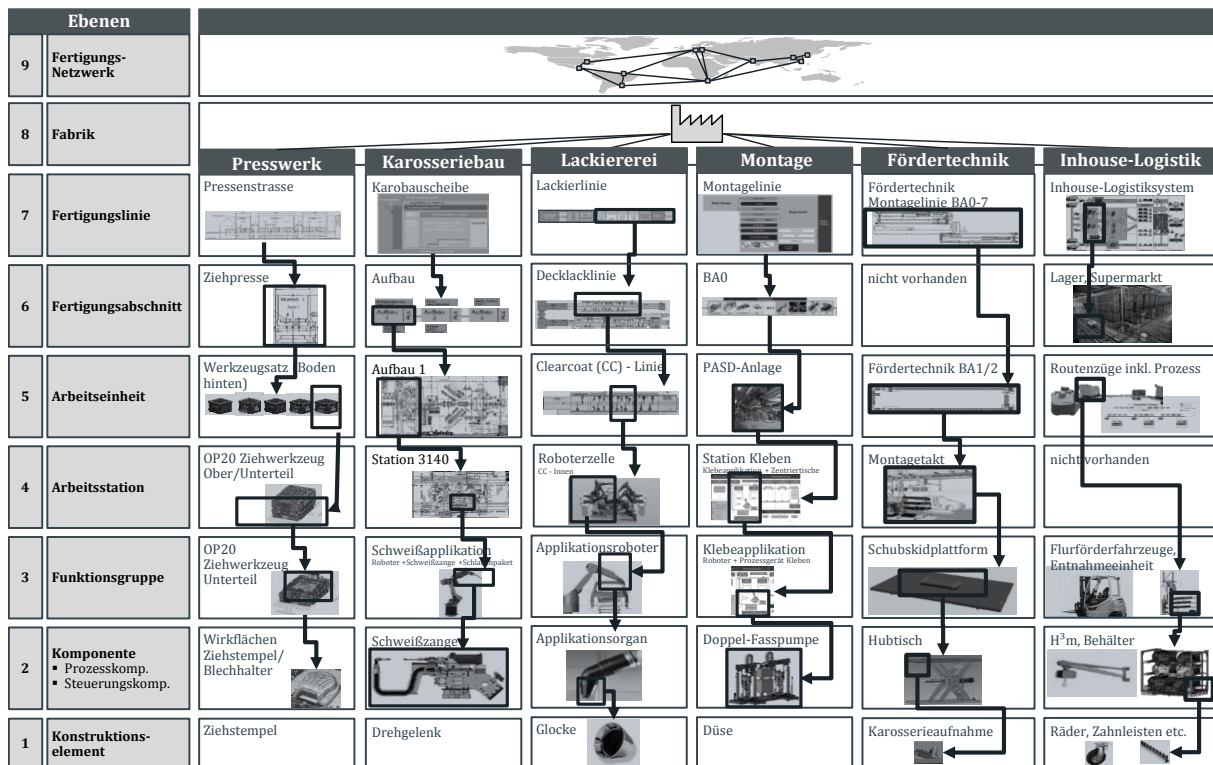 Ebenen
9 Fertigungs-
Netzwerk
8 Fabrik
Presswerk Karosseriebau Lackiererei Montage Fördertechnik Inhouse-Logistik
7 Fertigungslinie
Pressenstrasse
Karobauscheibe
Lackierlinie
Montagelinie
Fördertechnik
Montagelinie BA0-7
Inhouse-Logistiksystem
6 Fertigungsabschnitt
Ziehpresse
Aufbau
Aufbau
Decklacklinie
BA0
nicht vorhanden
Lager, Supermarkt
5 Arbeitseinheit
Werkzeugsatz (Boden
hinten)
Aufbau 1
Clearcoat (CC) - Linie
PASD-Anlage
Fördertechnik BA1/2
Routenzüge inkl. Prozess
4 Arbeitsstation
OP20 Ziehwerkzeug
Ober/Unterteil
Station 3140
Roboterzelle
CC - Innen
Station Kleben
Klebeapplikation + Zentriertische
Montagetakt
nicht vorhanden
3 Funktionsgruppe
OP20
Ziehwerkzeug
Unterteil
Schweißapplikation
Roboter +Schweißzange +Schlauchpaket
Applikationsroboter
Klebeapplikation
Roboter + Prozessgerät Kleben
Schubskidplattform
Flurförderfahrzeuge,
Entnahmeeinheit
2 Komponente
▪ Prozesskomp.
▪ Steuerungskomp.
Wirkflächen
Ziehstempel/
Blechhalter
Schweißzange
Applikationsorgan
Doppel-Fasspumpe
Hubtisch
H³m, Behälter
1 Konstruktions-
element
Ziehstempel
Drehgelenk
Glocke
Düse
Karosserieaufnahme
Räder, Zahnleisten etc.